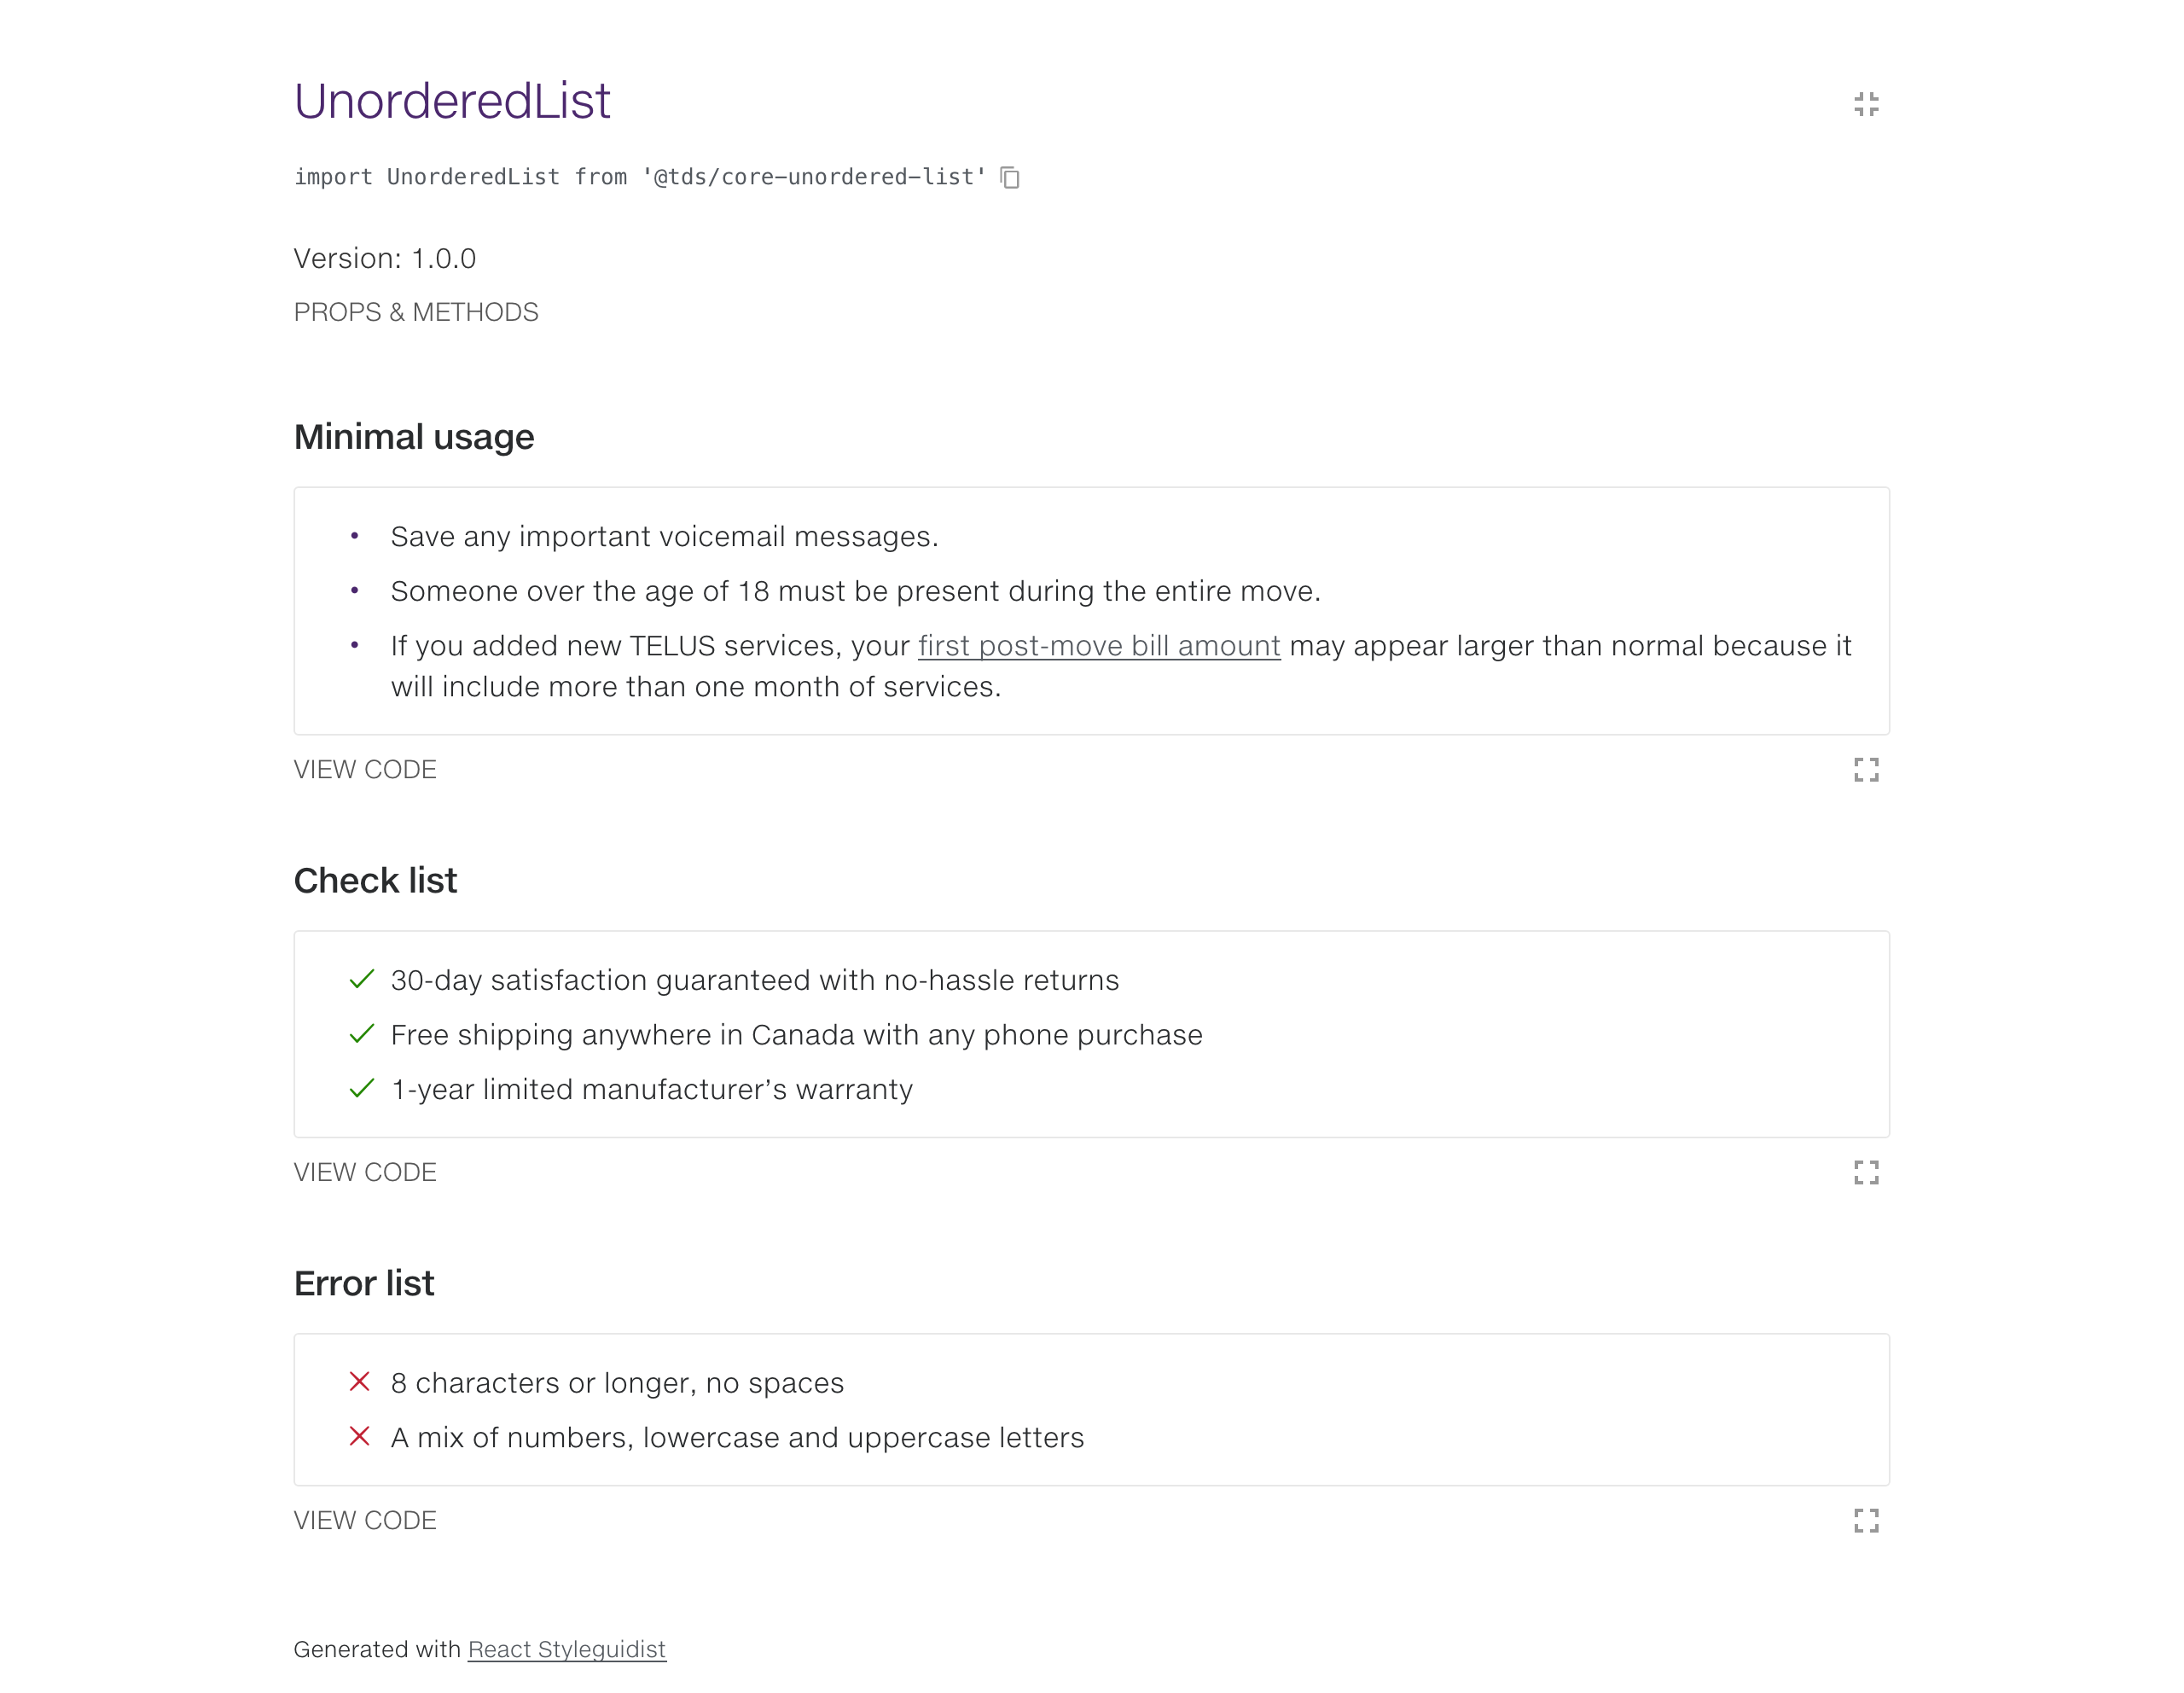 UnorderedList
import UnorderedList from '@tds/core-unordered-list'
Version: 1.0.0
PROPS & METHODS
Minimal usage
• Save any important voicemail messages.
• Someone over the age of 18 must be present during the entire move.
• If you added new TELUS services, your first post-move bill amount may appear larger than normal because it
will include more than one month of services.
VIEW CODE
Check list
30-day satisfaction guaranteed with no-hassle returns
Free shipping anywhere in Canada with any phone purchase
1-year limited manufacturer’s warranty
VIEW CODE
Error list
8 characters or longer, no spaces
A mix of numbers, lowercase and uppercase letters
VIEW CODE
Generated with React Styleguidist